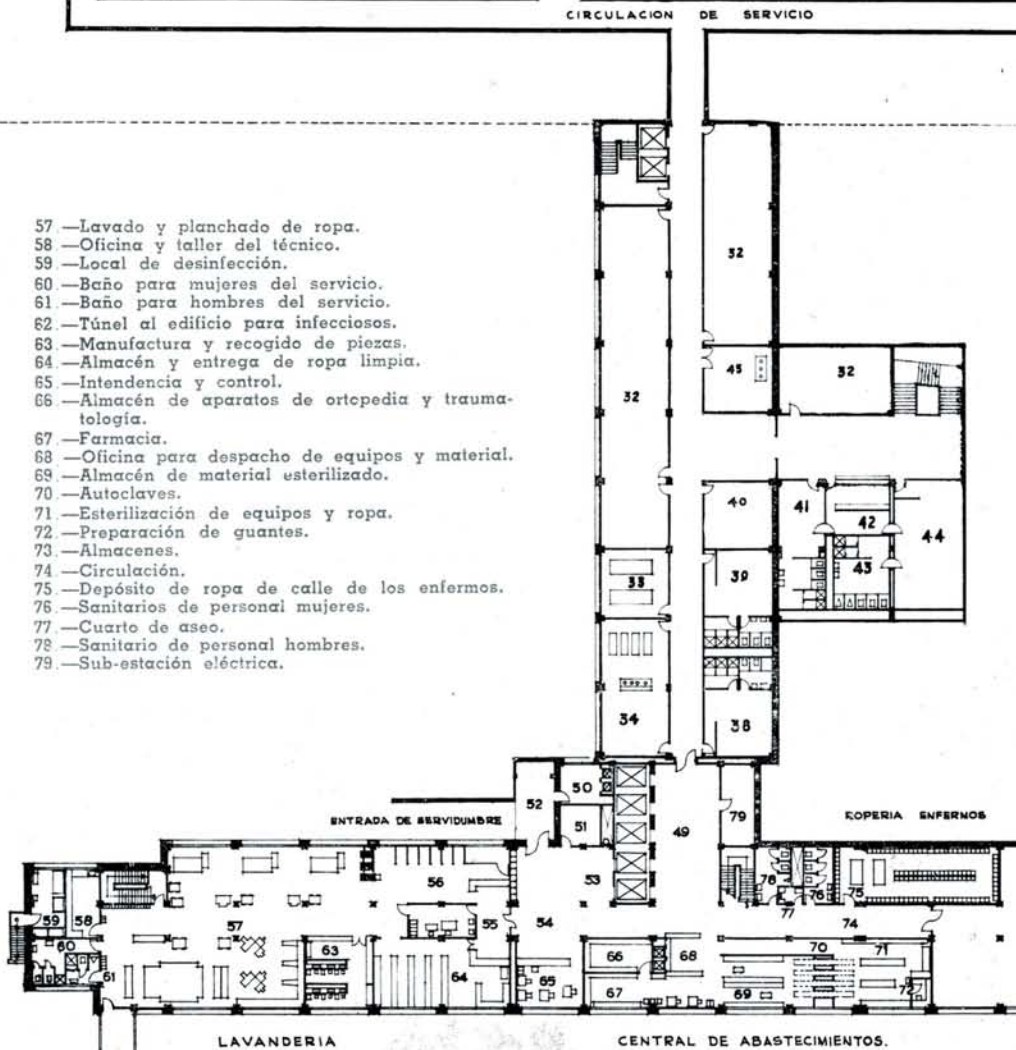 CIRCULACION DE SERVICIO
57.—Lavado y planchado de ropa.
58.—Oficina y taller del técnico.
59.—Local de desinfección.
60.—Baño para mujeres del servicio.
61.—Baño para hombres del servicio.
62.—Túnel al edificio para infecciosos.
63.—Manufactura y recogido de piezas.
64.—Almacén y entrega de ropa limpia.
65.—Intendencia y control.
66.—Almacén de aparatos de ortopedia y trauma-
tología.
67.—Farmacia.
68.—Oficina para despacho de equipos y material.
69.—Almacén de material esterilizado.
70.—Autoclaves.
71.—Esterilización de equipos y ropa.
72.—Preparación de guantes.
73.—Almacenes.
74.—Circulación.
75.—Depósito de ropa de calle de los enfermos.
76.—Sanitarios de personal mujeres.
77.—Cuarto de aseo.
78.—Sanitario de personal hombres.
79.—Sub-estación eléctrica.
32
45
32
32
40
41
42
44
33
39
43
34
38
52
50
51
49
79
ENTRADA DE SERVIDUMBRE
ROPERIA ENFERMOS
59
58
57
56
55
53
54
78
77
76
75
74
60
61
63
64
65
66
67
68
69
70
71
72
LAVANDERIA
CENTRAL DE ABASTECIMIENTOS.